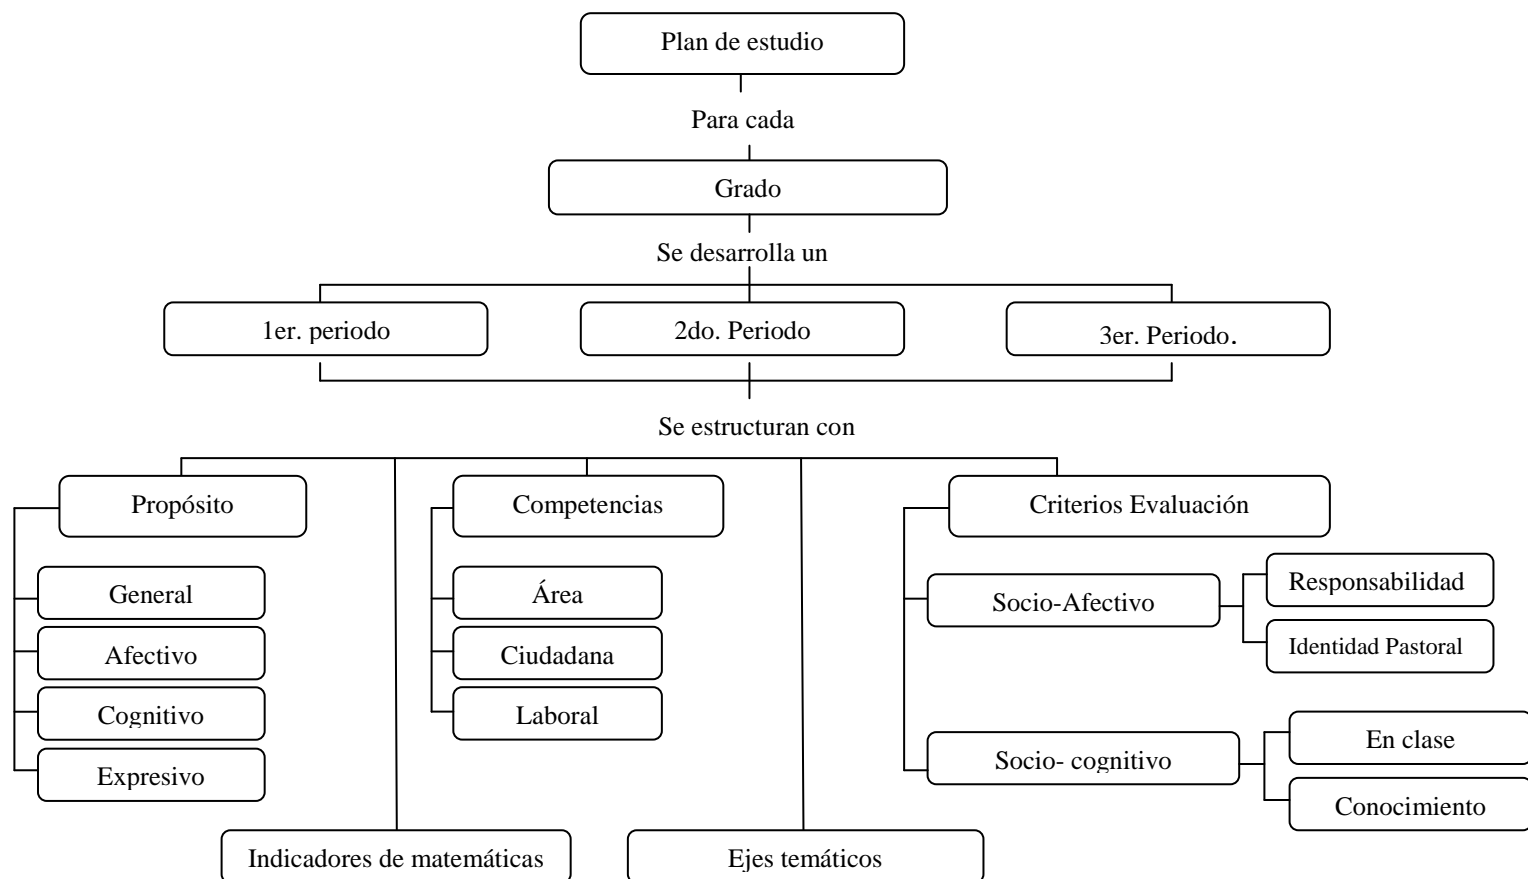 Plan de estudio
Para cada
Grado
Se desarrolla un
1er. periodo
2do. Periodo
3er. Periodo.
Se estructuran con
Propósito
Competencias
Criterios Evaluación
General
Afectivo
Cognitivo
Expresivo
Área
Ciudadana
Laboral
Socio-Afectivo
Responsabilidad
Identidad Pastoral
Socio- cognitivo
En clase
Conocimiento
Indicadores de matemáticas
Ejes temáticos